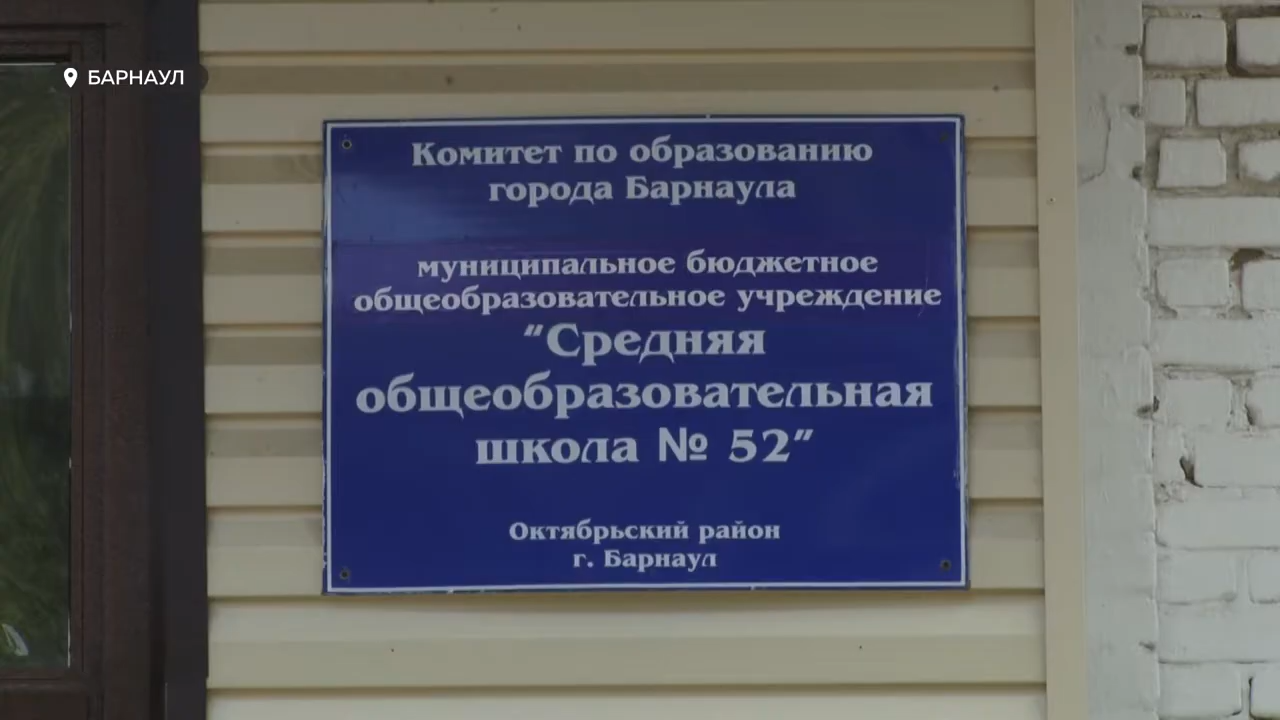 БАРНАУЛ
Комитет по образованию
города Барнаула
муниципальное бюджетное
общеобразовательное учреждение
"Средняя
общеобразовательная
школа № 52"
Октябрьский район
г. Барнаул